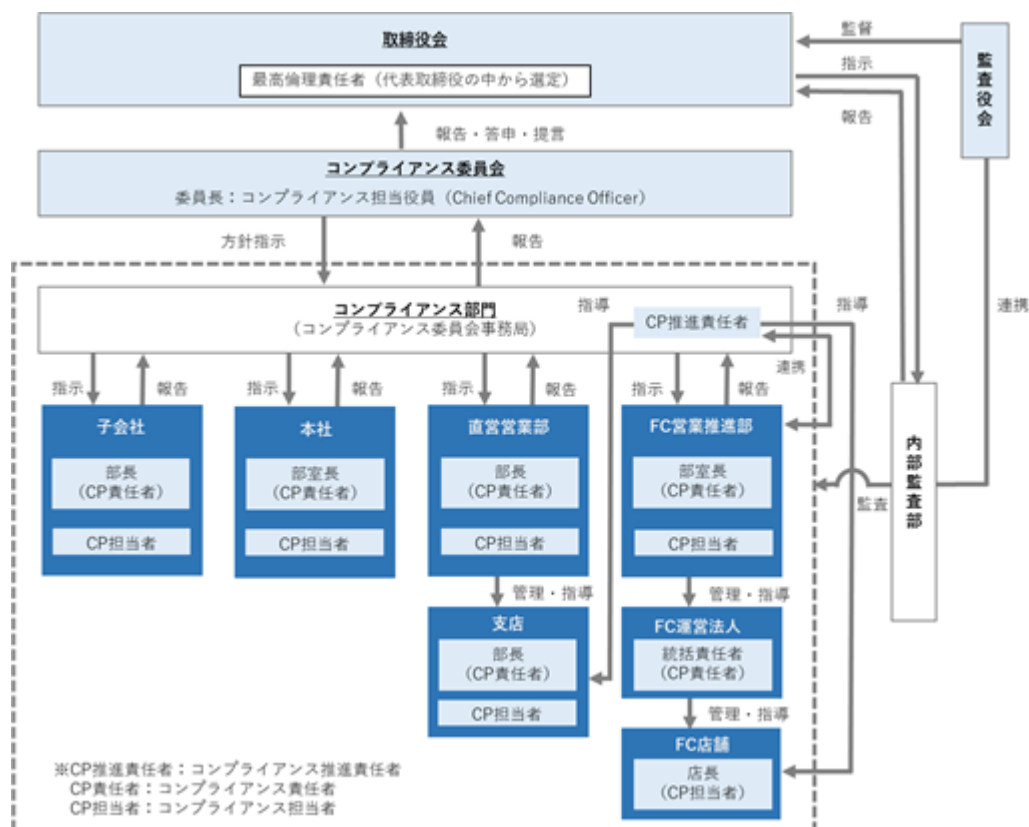 取締役会
最高倫理責任者（代表取締役の中から選定）
監督
指示
報告
監査役会
報告・答申・提言
コンプライアンス委員会
委員長：コンプライアンス担当役員（Chief Compliance Officer）
方針指示
報告
連携
コンプライアンス部門
（コンプライアンス委員会事務局）
指導
CP推進責任者
指導
連携
指示
報告
指示
報告
指示
報告
指示
報告
子会社
部長
（CP責任者）
CP担当者
本社
部室長
（CP責任者）
CP担当者
直営営業部
部長
（CP責任者）
CP担当者
FC営業推進部
部室長
（CP責任者）
CP担当者
監査
内部監査部
管理・指導
管理・指導
支店
部長
（CP責任者）
CP担当者
FC運営法人
統括責任者
（CP責任者）
管理・指導
FC店舗
店長
（CP担当者）
※CP推進責任者：コンプライアンス推進責任者
CP責任者：コンプライアンス責任者
CP担当者：コンプライアンス担当者